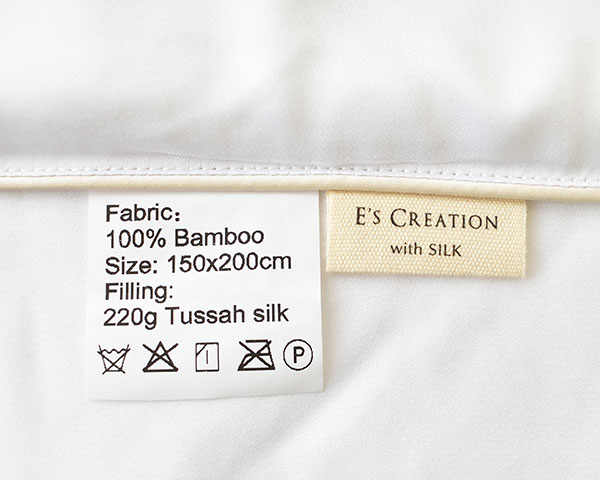 Fabric:
100% Bamboo
Size: 150x200cm
Filling:
220g Tussah silk
P
E's Creation
with SILK